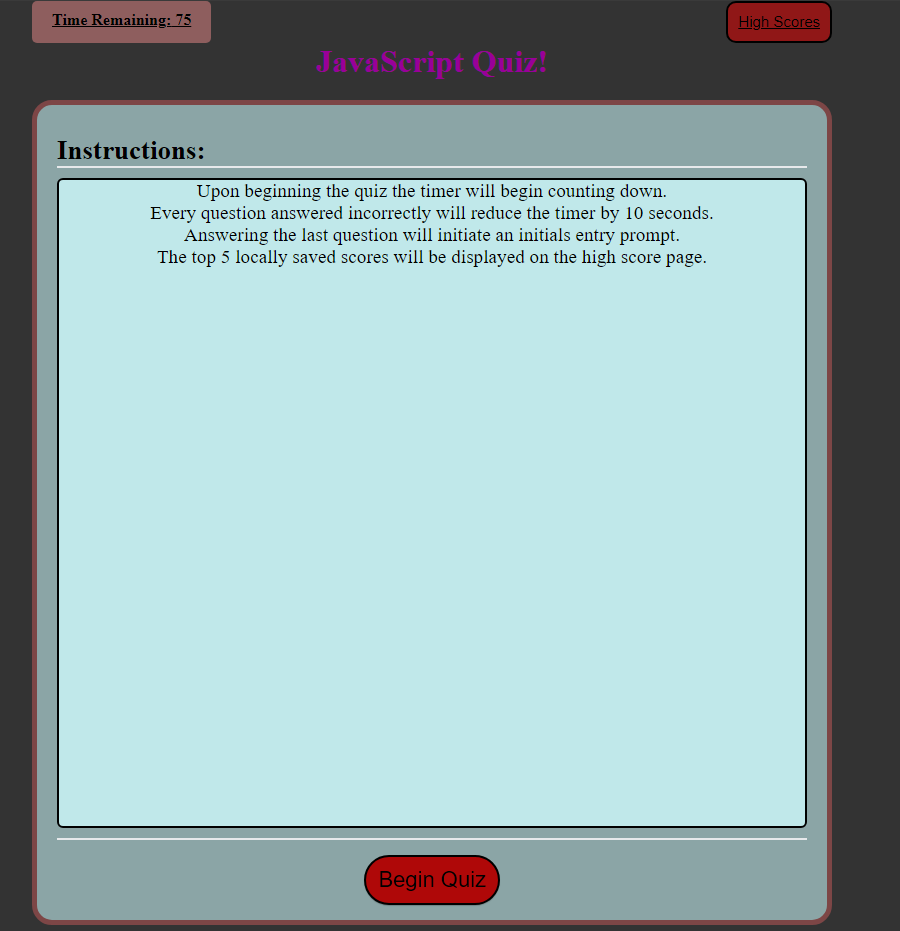 Time Remaining: 75
High Scores
JavaScript Quiz!
Instructions:
Upon beginning the quiz the timer will begin counting down.
Every question answered incorrectly will reduce the timer by 10 seconds.
Answering the last question will initiate an initials entry prompt.
The top 5 locally saved scores will be displayed on the high score page.
Begin Quiz